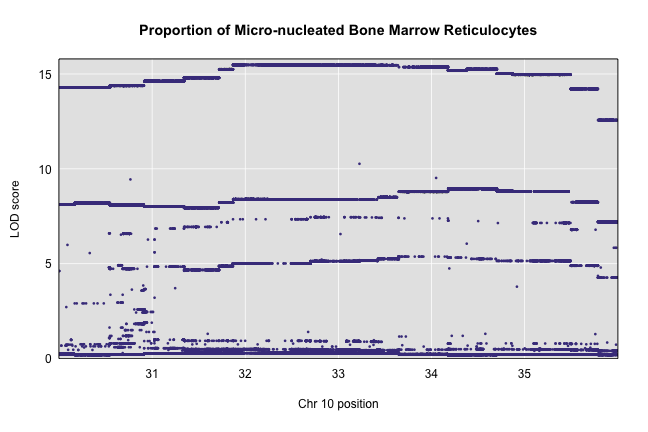 Proportion of Micro-nucleated Bone Marrow Reticulocytes
LOD score
15
10
5
0
31 32 33 34 35
Chr 10 position